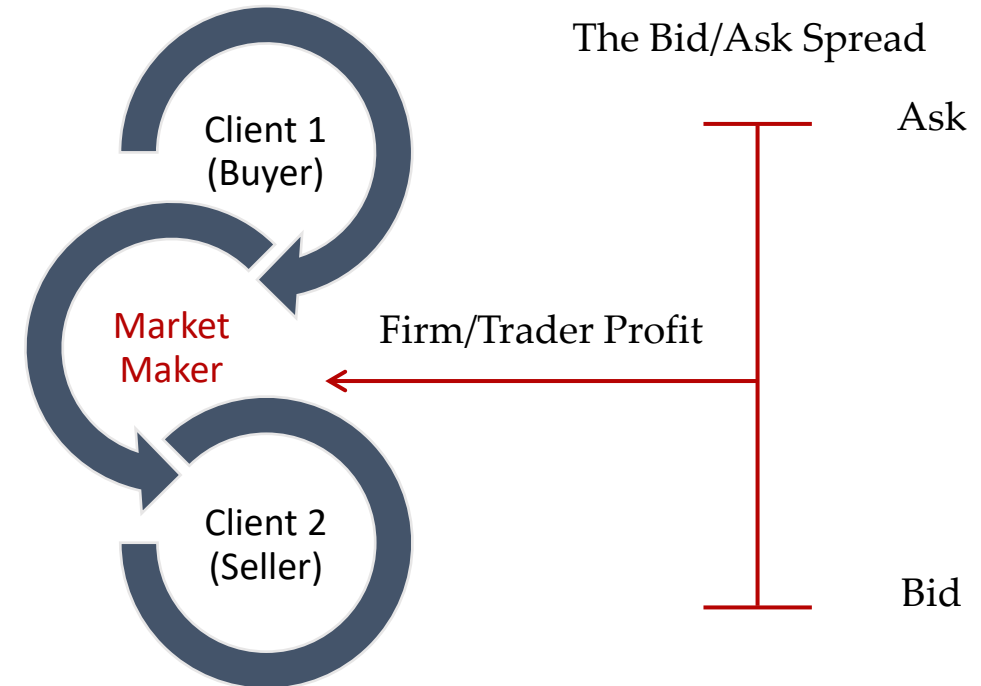 The Bid/Ask Spread
Client 1
(Buyer)
Ask
Market
Maker
Firm/Trader Profit
Client 2
(Seller)
Bid